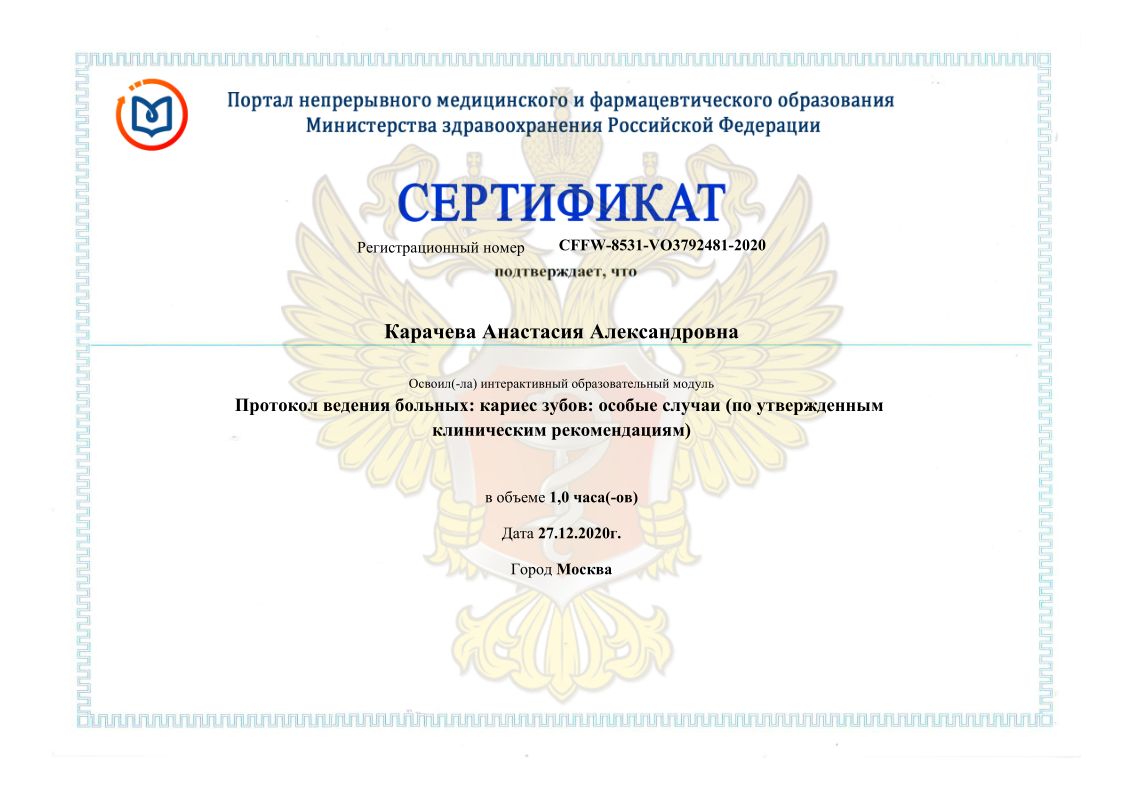 Портал непрерывного медицинского и фармацевтического образования
Министерства здравоохранения Российской Федерации
СЕРТИФИКАТ
Регистрационный номер CFFW-8531-VO3792481-2020
подтверждает, что
Карачева Анастасия Александровна
Освоил(-ла) интерактивный образовательный модуль
Протокол ведения больных: кариес зубов: особые случаи (по утвержденным
клиническим рекомендациям)
в объеме 1,0 часа(-ов)
Дата 27.12.2020г.
Город Москва